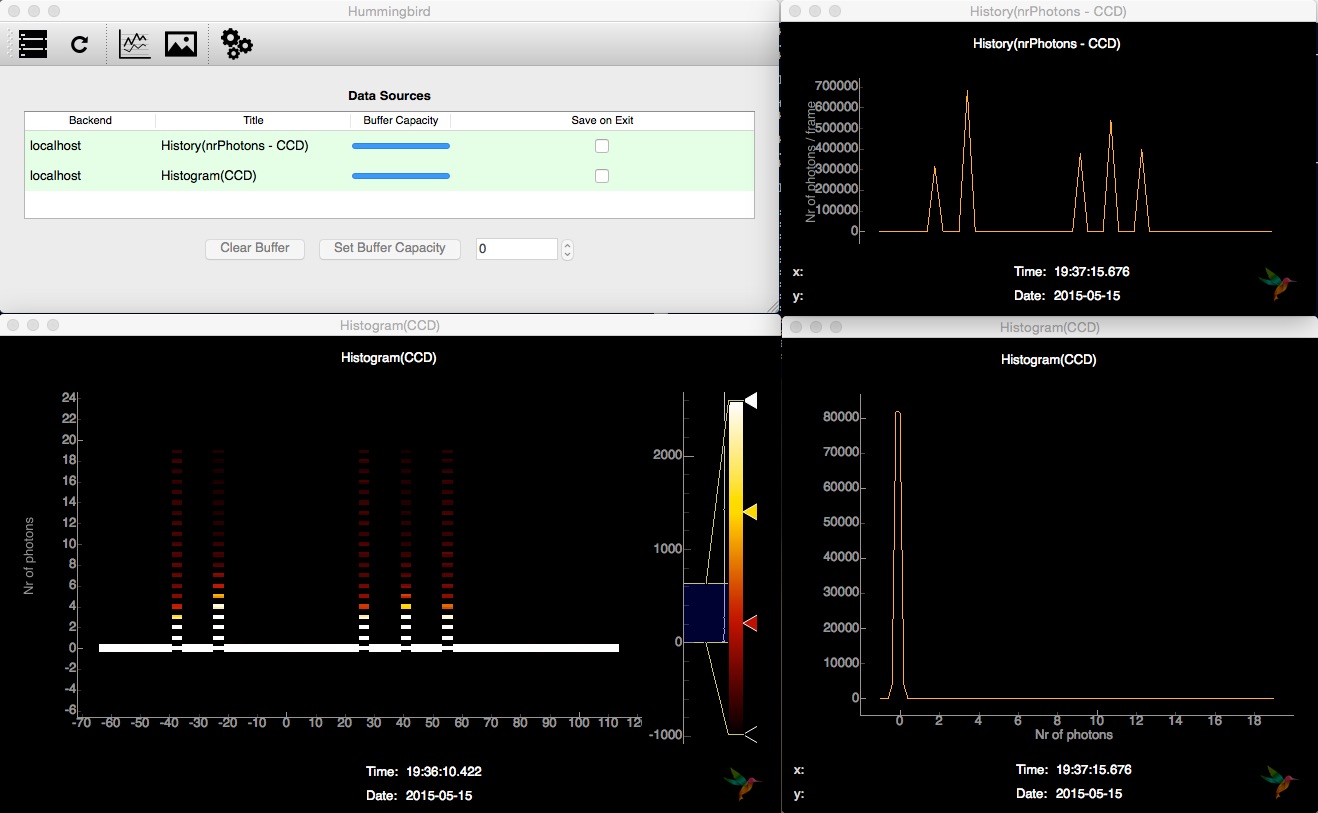 Hummingbird
Data Sources
Backend Title Buffer Capacity Save on Exit
localhost History(nrPhotons - CCD)
localhost Histogram(CCD)
Clear Buffer Set Buffer Capacity 0
History(nrPhotons - CCD)
History(nrPhotons - CCD)
Nr of photons / frame
700000
600000
500000
400000
300000
200000
100000
0
x: Time: 19:37:15.676
y: Date: 2015-05-15
Histogram(CCD)
Histogram(CCD)
Nr of photons
24
22
20
18
16
14
12
10
8
6
4
2
0
-2
-4
-6
-70 -60 -50 -40 -30 -20 -10 0 10 20 30 40 50 60 70 80 90 100 110 12
2000
1000
0
-1000
Time: 19:36:10.422
Date: 2015-05-15
Histogram(CCD)
Histogram(CCD)
80000
70000
60000
50000
40000
30000
20000
10000
0
0 2 4 6 8 10 12 14 16 18
Nr of photons
x: Time: 19:37:15.676
y: Date: 2015-05-15